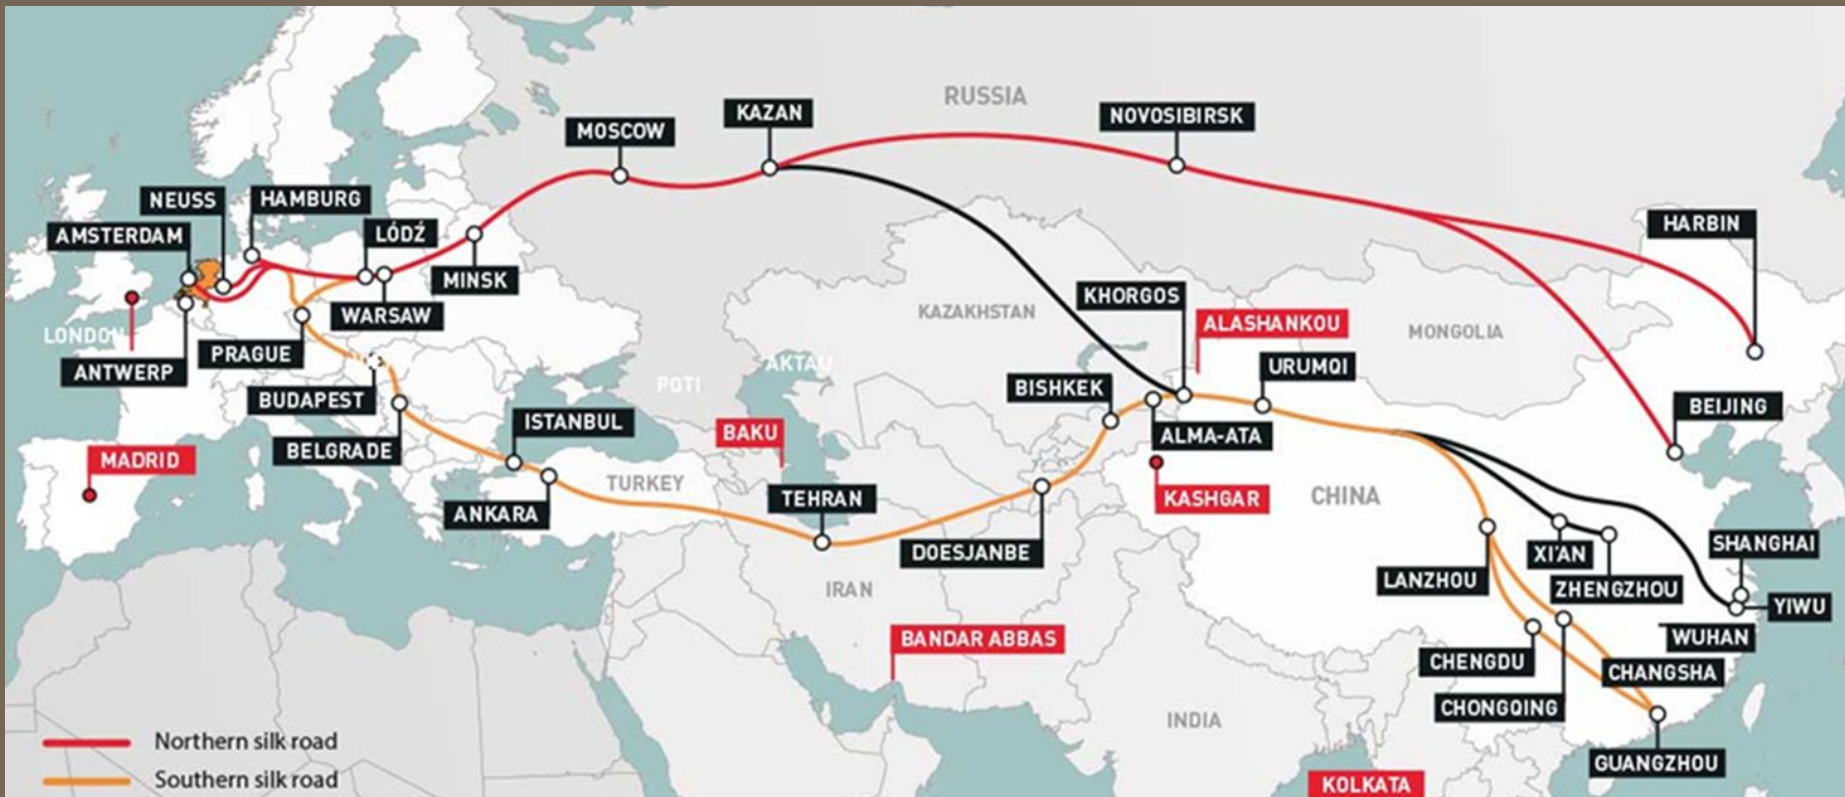 RUSSIA
KAZAN
NOVOSIBIRSK
MOSCOW
NEUSS
HAMBURG
AMSTERDAM
LÓDŹ
HARBIN
MINSK
KHORGOS
KAZAKHSTAN
WARSAW
ALASHANKOU
MONGOLIA
LONDON
PRAGUE
AKTAU
URUMQI
ANTWERP
POTI
BISHKEK
BUDAPEST
BEIJING
ISTANBUL
BAKU
ALMA-ATA
BELGRADE
MADRID
TURKEY
TEHRAN
KASHGAR
CHINA
ANKARA
DOESJANBE
XI'AN
SHANGHAI
LANZHOU
ZHENGZHOU
IRAN
YIWU
BANDAR ABBAS
WUHAN
CHENGDU
CHANGSHA
CHONGQING
INDIA
GUANGZHOU
KOLKATA
Northern silk road
Southern silk road